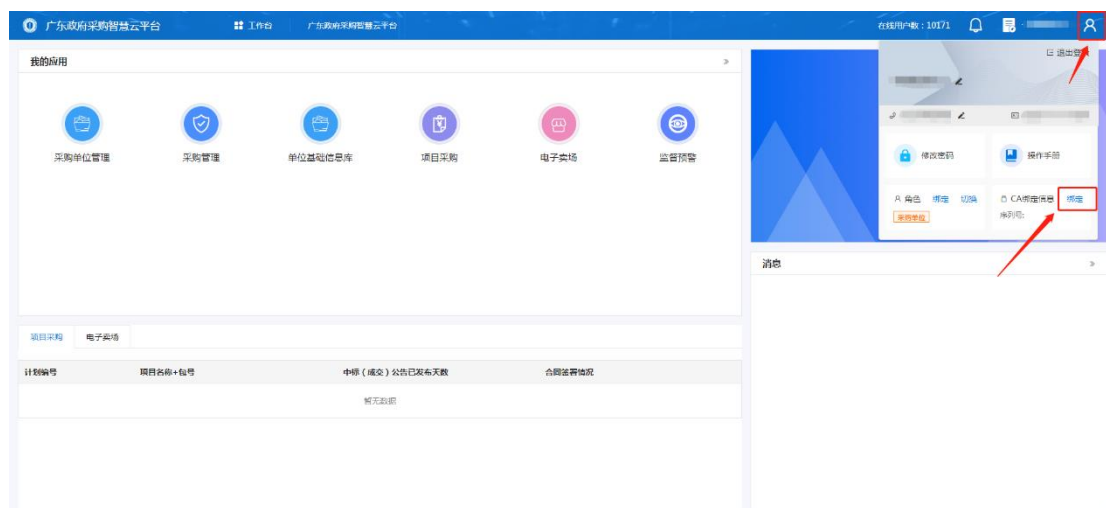 广东政府采购智慧云平台
工作台
广东政府采购智慧云平台
在线用户数：10171
我的应用
退出登
采购单位管理
采购管理
单位基础信息库
项目采购
电子卖场
监督预警
修改密码
操作手册
角色 绑定 切换
CA绑定信息 绑定
采购单位
序列号:
消息
项目采购
电子卖场
计划编号
项目名称+包号
中标（成交）公告已发布天数
合同签署情况
暂无数据